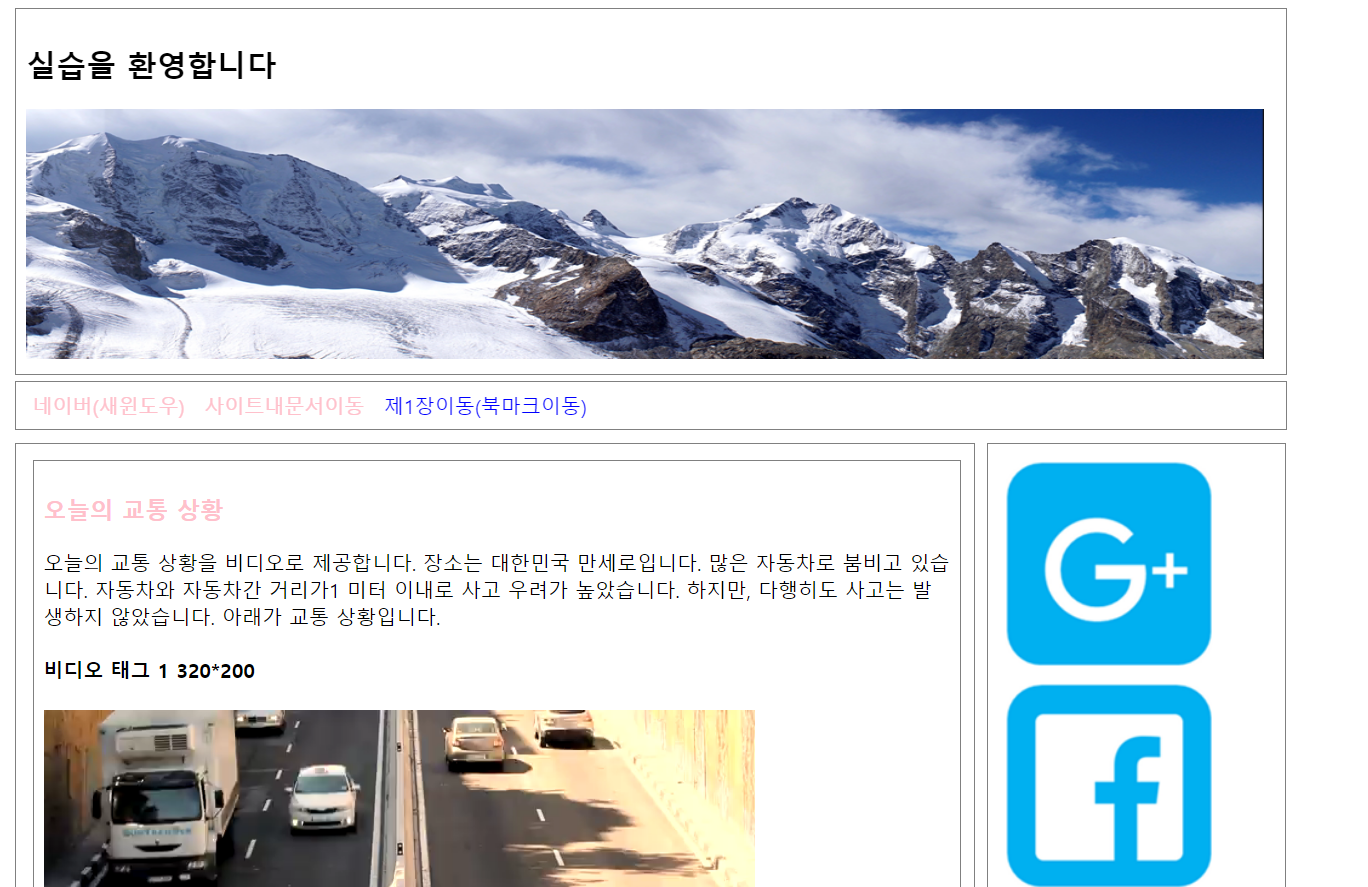 실습을 환영합니다
네이버(새윈도우) 사이트내문서이동 제1장이동(북마크이동)
오늘의 교통 상황
오늘의 교통 상황을 비디오로 제공합니다. 장소는 대한민국 만세로입니다. 많은 자동차로 붐비고 있습
니다. 자동차와 자동차간 거리가1 미터 이내로 사고 우려가 높았습니다. 하지만, 다행히도 사고는 발
생하지 않았습니다. 아래가 교통 상황입니다.
비디오 태그 1 320*200
G+
f